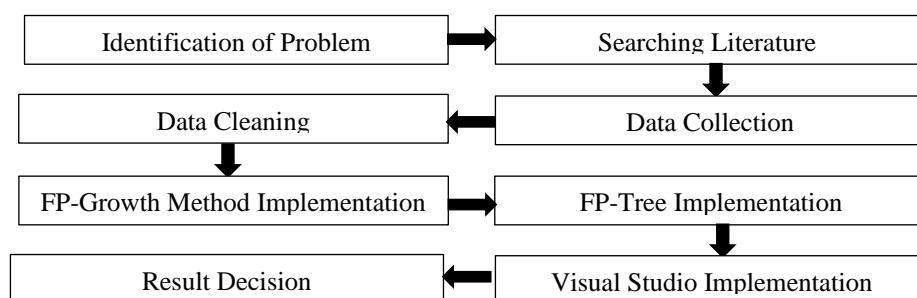 Identification of Problem
Searching Literature
Data Collection
Data Cleaning
FP-Growth Method Implementation
FP-Tree Implementation
Visual Studio Implementation
Result Decision